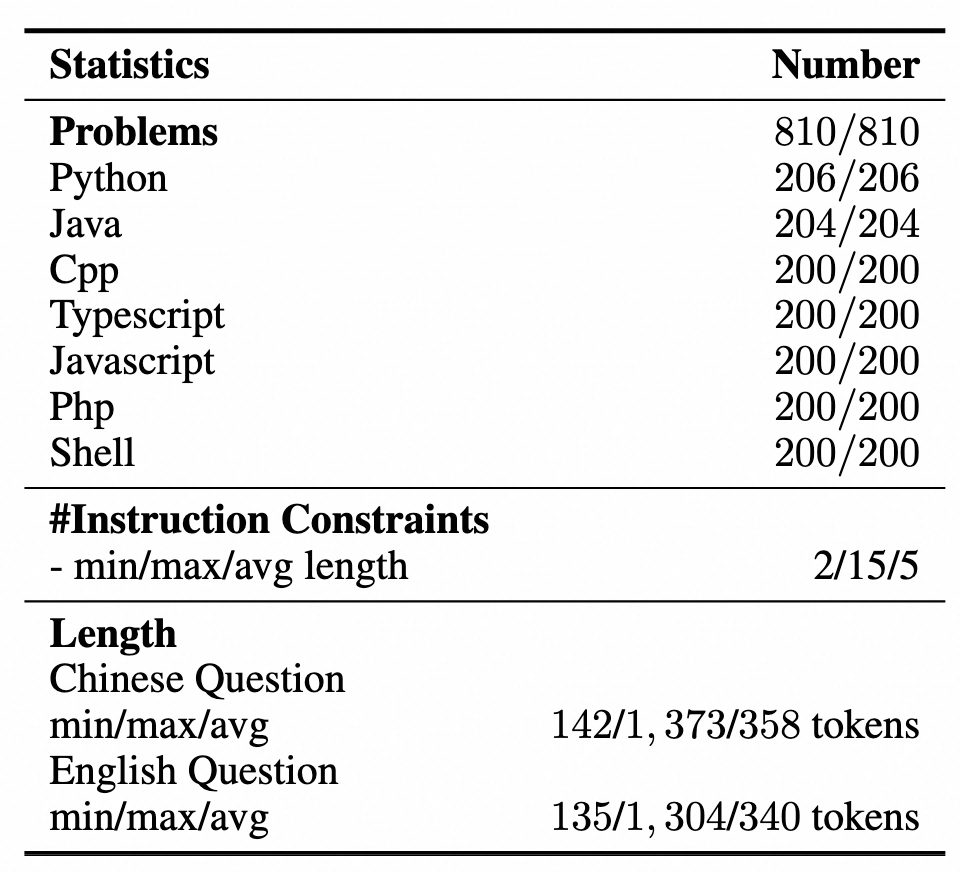 Statistics Number
Problems 810/810
Python 206/206
Java 204/204
Cpp 200/200
Typescript 200/200
Javascript 200/200
Php 200/200
Shell 200/200
#Instruction Constraints
- min/max/avg length 2/15/5
Length
Chinese Question
min/max/avg 142/1, 373/358 tokens
English Question
min/max/avg 135/1, 304/340 tokens